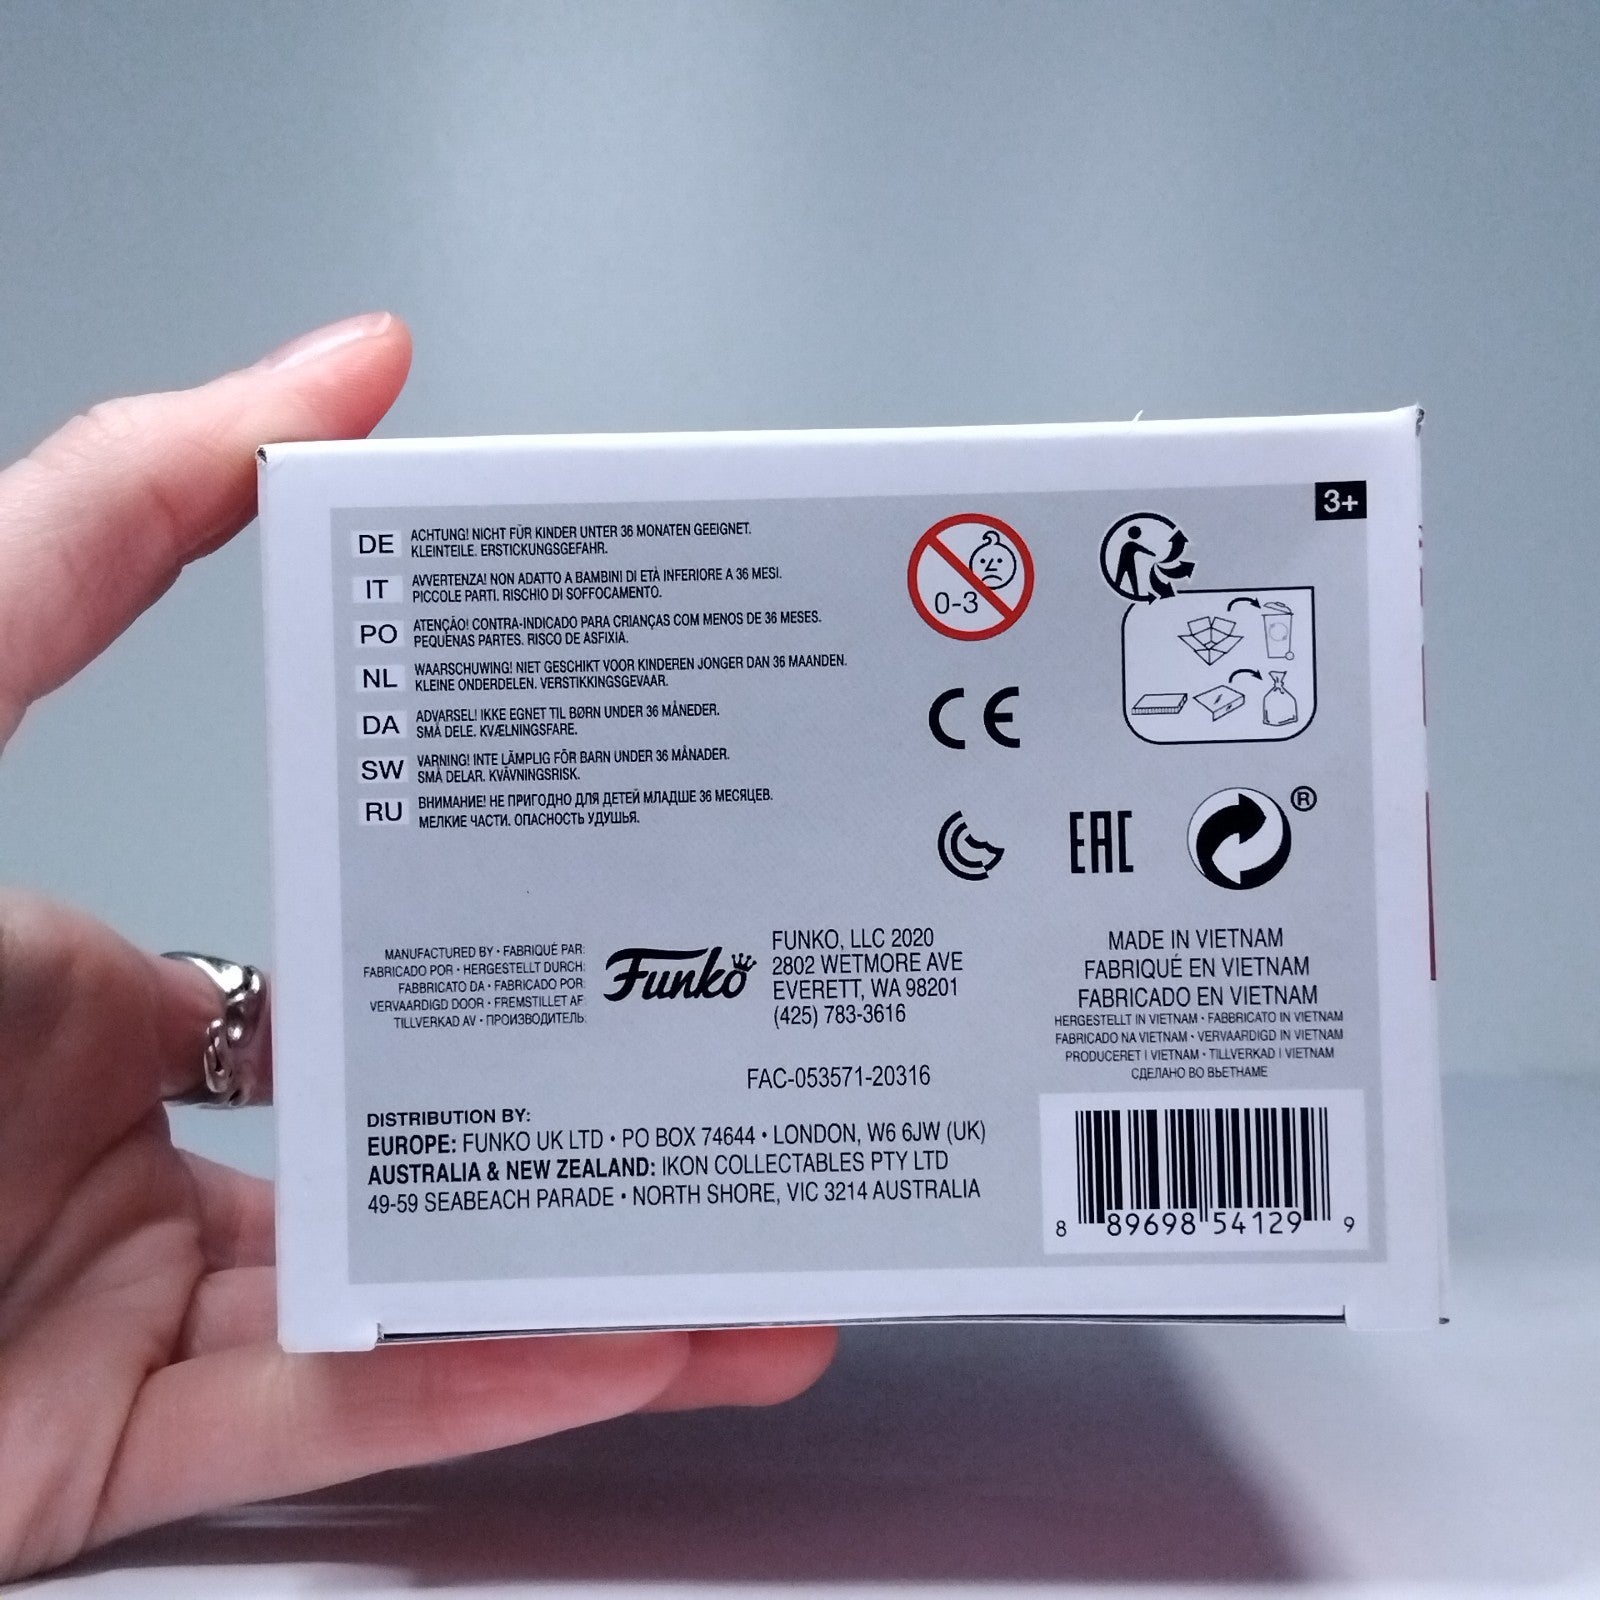 3+
DE
ACHTUNG! NICHT FÜR KINDER UNTER 36 MONATEN GEEIGNET.
KLEINTEILE. ERSTICKUNGSGEFAHR.
IT
AVVERTENZA! NON ADATTO A BAMBINI DI ETÀ INFERIORE A 36 MESI.
PICCOLE PARTI. RISCHIO DI SOFFOCAMENTO.
PO
ATENÇÃO! CONTRA-INDICADO PARA CRIANÇAS COM MENOS DE 36 MESES.
PEQUENAS PARTES. RISCO DE ASFIXIA.
NL
WAARSCHUWING! NIET GESCHIKT VOOR KINDEREN JONGER DAN 36 MAANDEN.
KLEINE ONDERDELEN. VERSTIKKINGSGEVAAR.
DA
ADVARSEL! IKKE EGNET TIL BØRN UNDER 36 MÅNEDER.
SMÅ DELE. KVÆLNINGSFARE.
SW
VARNING! INTE LÄMPLIG FÖR BARN UNDER 36 MÅNADER.
SMÅ DELAR. KVÄVNINGSRISK.
RU
ВНИМАНИЕ! НЕ ПРИГОДНО ДЛЯ ДЕТЕЙ МЛАДШЕ 36 МЕСЯЦЕВ.
МЕЛКИЕ ЧАСТИ. ОПАСНОСТЬ УДУШЬЯ.
0-3
CE
EAC
®
MANUFACTURED BY • FABRIQUÉ PAR:
FABRICADO POR • HERGESTELLT DURCH:
FABBRICATO DA • FABRICADO POR:
VERVAARDIGD DOOR • FREMSTILLET AF:
TILLVERKAD AV • ПРОИЗВОДИТЕЛЬ:
Funko
FUNKO, LLC 2020
2802 WETMORE AVE
EVERETT, WA 98201
(425) 783-3616
MADE IN VIETNAM
FABRIQUÉ EN VIETNAM
FABRICADO EN VIETNAM
HERGESTELLT IN VIETNAM • FABBRICATO IN VIETNAM
FABRICADO NA VIETNAM • VERVAARDIGD IN VIETNAM
PRODUCERET I VIETNAM • TILLVERKAD I VIETNAM
СДЕЛАНО ВО ВЬЕТНАМЕ
FAC-053571-20316
DISTRIBUTION BY:
EUROPE: FUNKO UK LTD • PO BOX 74644 • LONDON, W6 6JW (UK)
AUSTRALIA & NEW ZEALAND: IKON COLLECTABLES PTY LTD
49-59 SEABEACH PARADE • NORTH SHORE, VIC 3214 AUSTRALIA
8 89698 54129 9